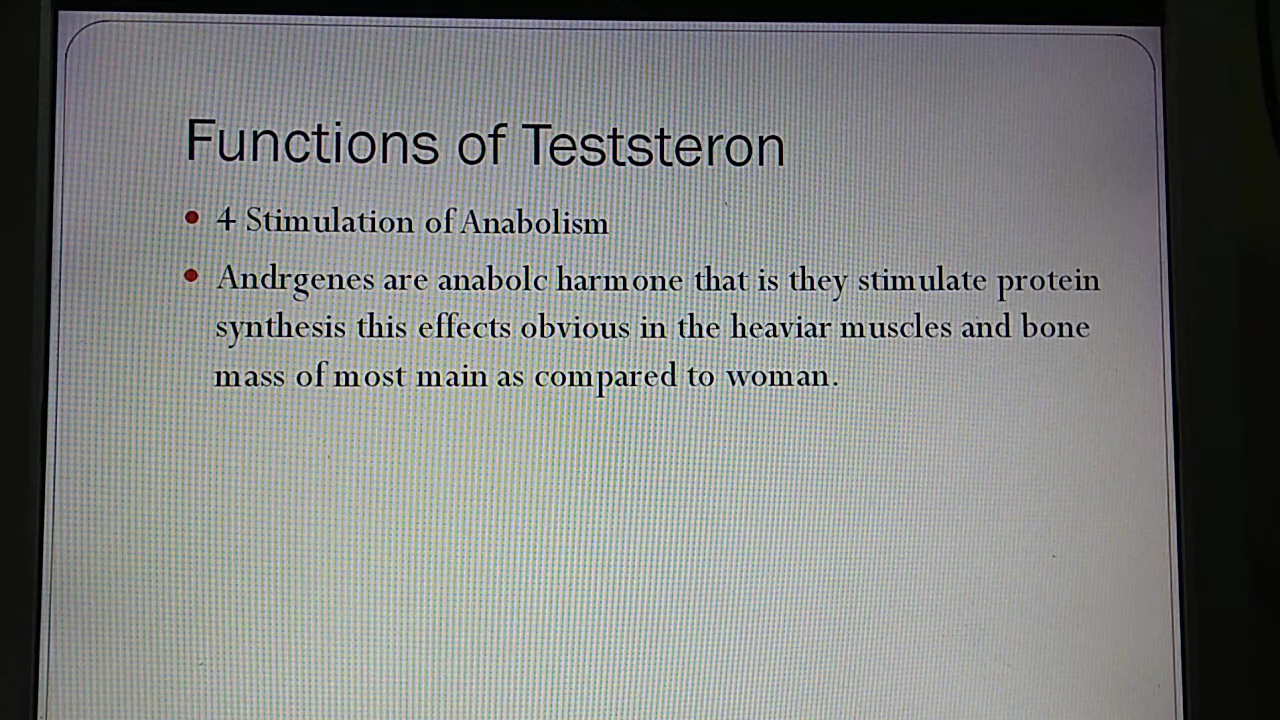 Functions of Teststeron
• 4 Stimulation of Anabolism
• Andrgenes are anabolc harmone that is they stimulate protein
synthesis this effects obvious in the heaviar muscles and bone
mass of most main as compared to woman.